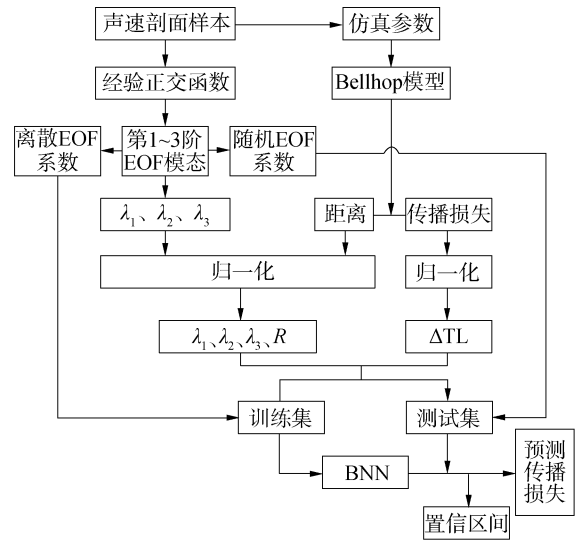 声速剖面样本
仿真参数
经验正交函数
Bellhop模型
离散EOF
系数
第1~3阶
EOF模态
随机EOF
系数
λ₁、λ₂、λ₃
距离
传播损失
归一化
归一化
λ₁、λ₂、λ₃、R
ΔTL
训练集
测试集
预测
传播
损失
BNN
置信区间